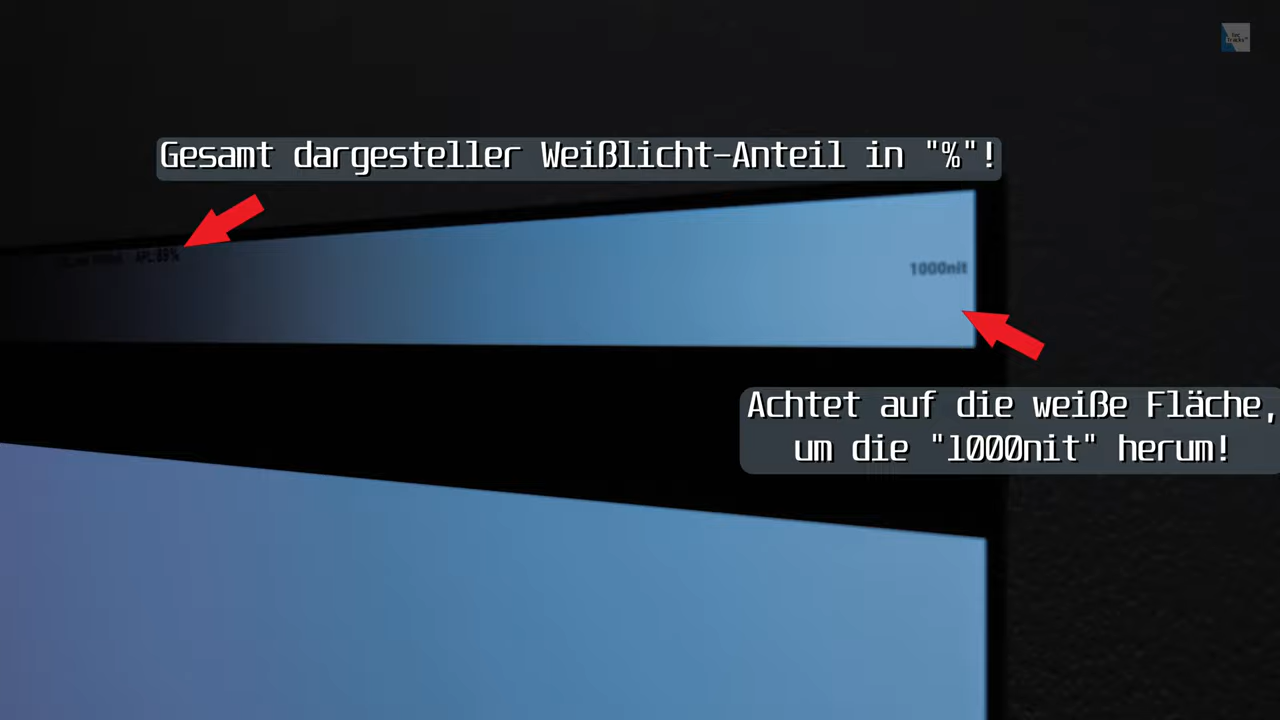 Gesamt dargesteller Weißlicht-Anteil in "%"!
1000nit
Achtet auf die weiße Fläche,
um die "1000nit" herum!